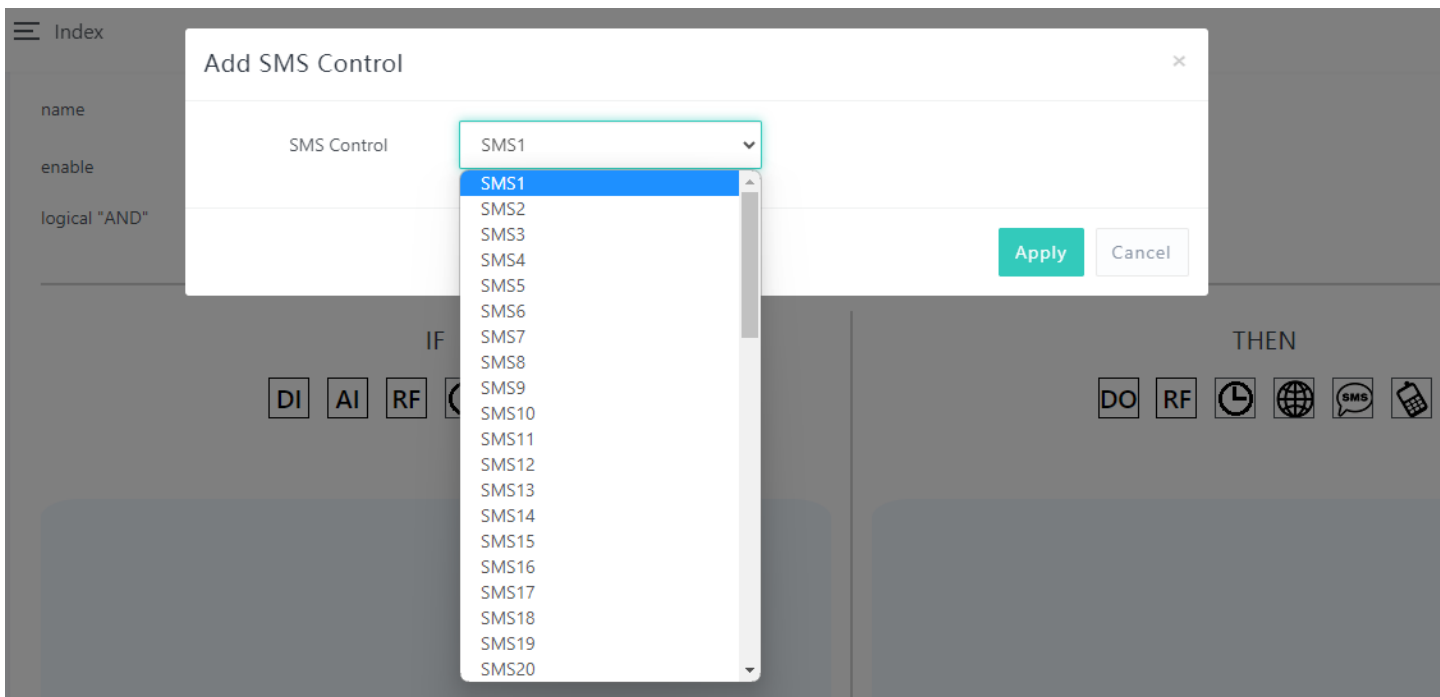 Index
Add SMS Control
×
name
SMS Control
SMS1
enable
SMS1
SMS2
logical "AND"
SMS3
SMS4
Apply
Cancel
SMS5
SMS6
SMS7
IF
THEN
SMS8
SMS9
DI
AI
RF
DO
RF
SMS
SMS10
SMS11
SMS12
SMS13
SMS14
SMS15
SMS16
SMS17
SMS18
SMS19
SMS20